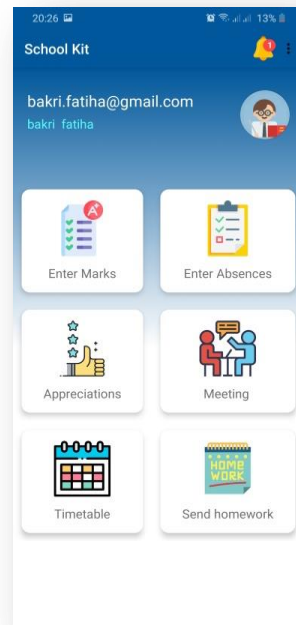 20:26
13%
School Kit
1
bakri.fatiha@gmail.com
bakri fatiha
A+
Enter Marks
Enter Absences
Appreciations
Meeting
HOME
WORK
Timetable
Send homework